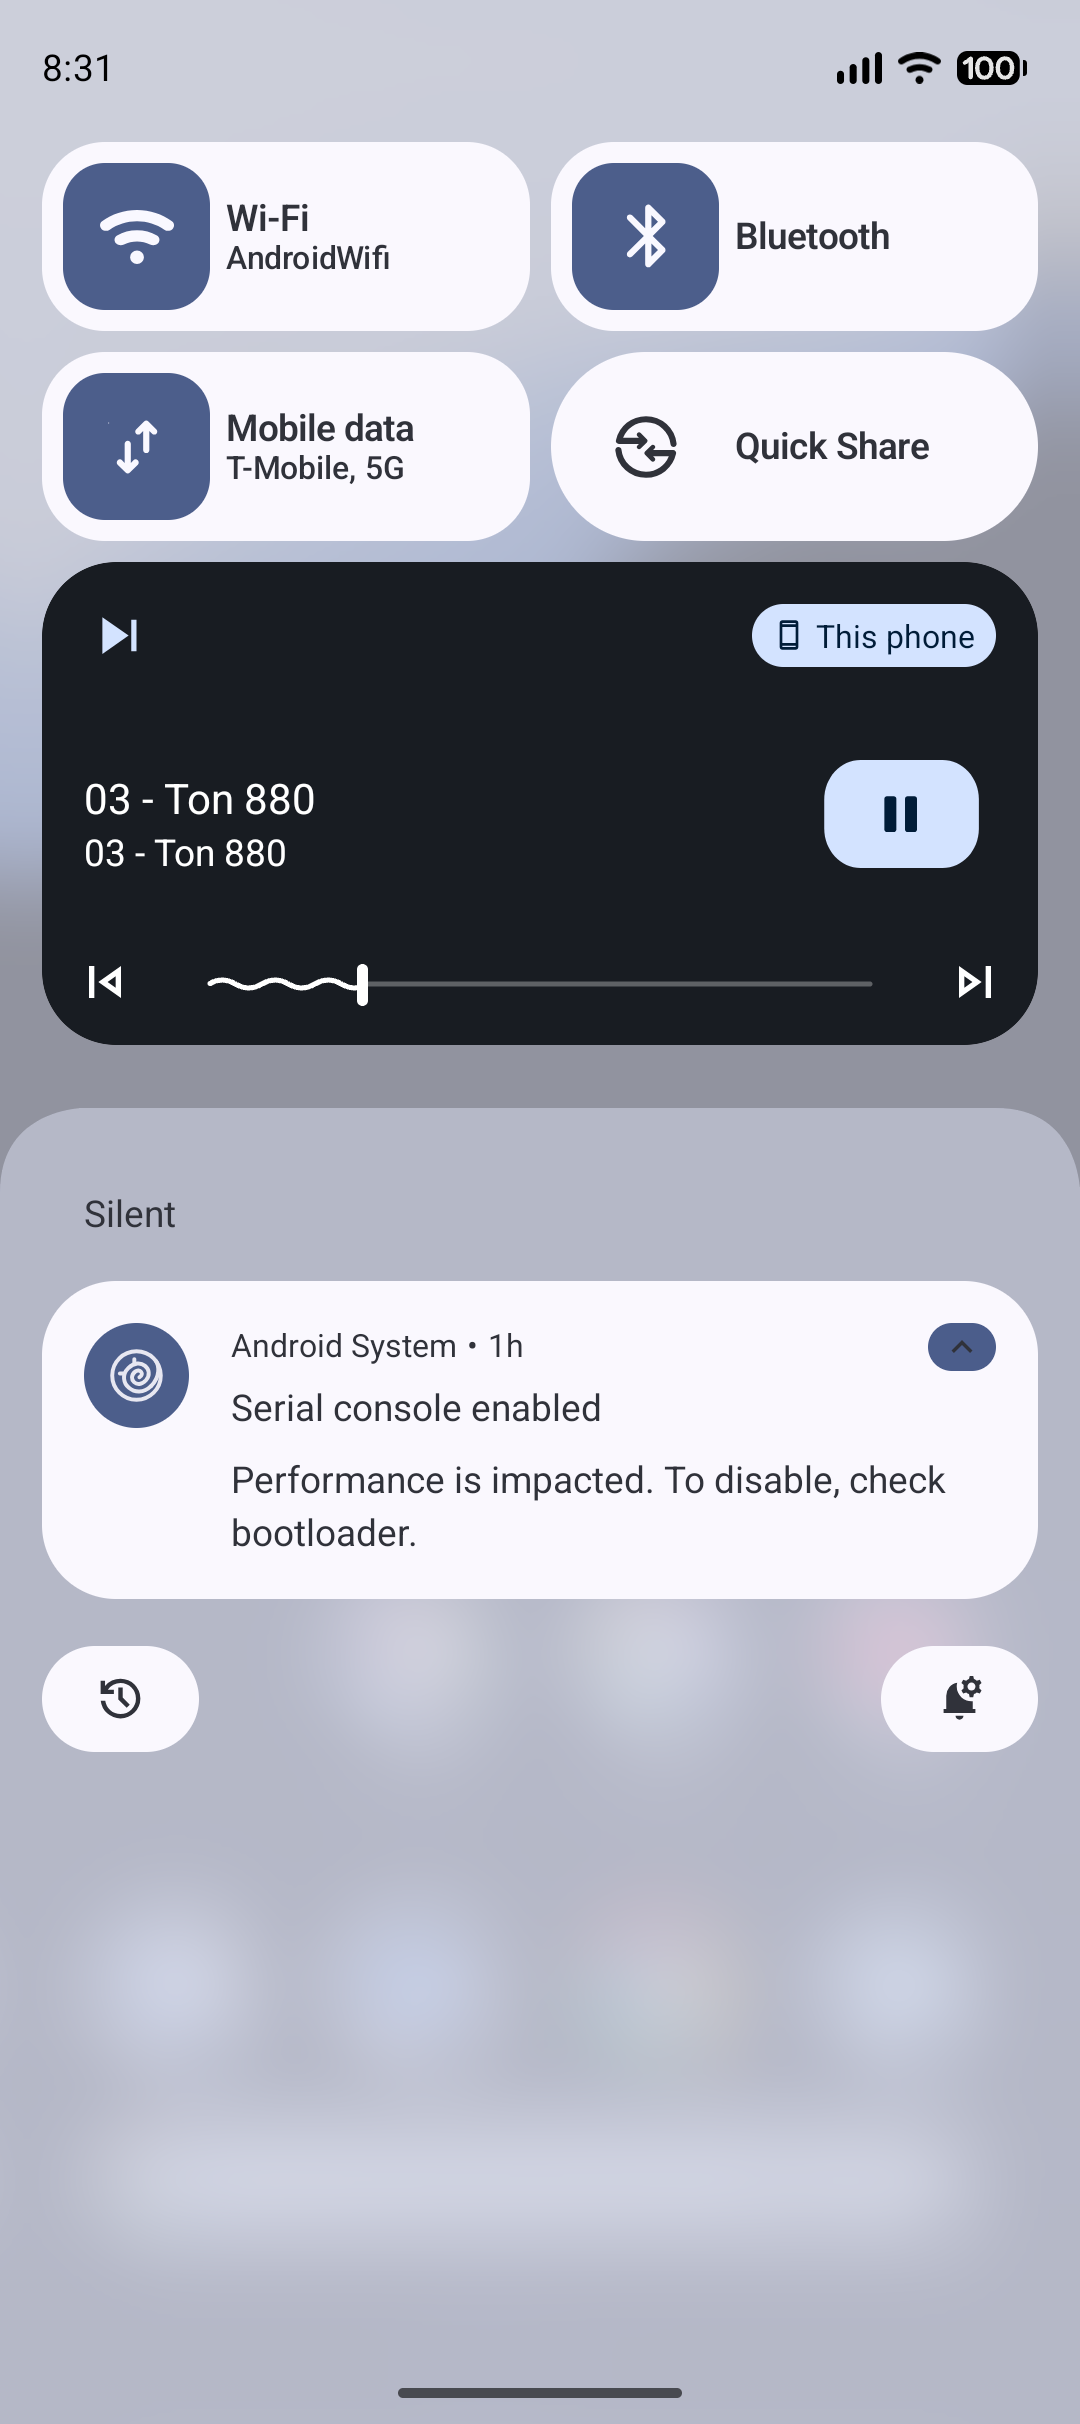 8:31
100
Wi-Fi
AndroidWifi
Bluetooth
Mobile data
T-Mobile, 5G
Quick Share
This phone
03 - Ton 880
03 - Ton 880
Silent
Android System • 1h
Serial console enabled
Performance is impacted. To disable, check
bootloader.